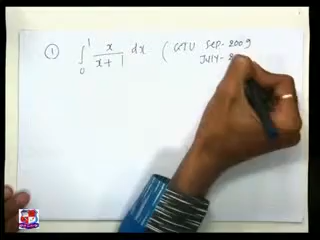 ① ∫₀¹ x/(x+1) dx ( GTU SEP-2009
JULY-